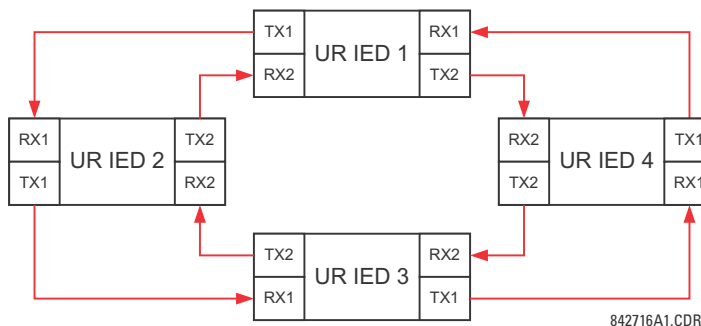 TX1
UR IED 1
RX1
RX2
TX2
RX1
UR IED 2
TX2
TX1
RX2
RX2
UR IED 4
TX1
TX2
RX1
TX2
UR IED 3
RX2
RX1
TX1
842716A1.CDR